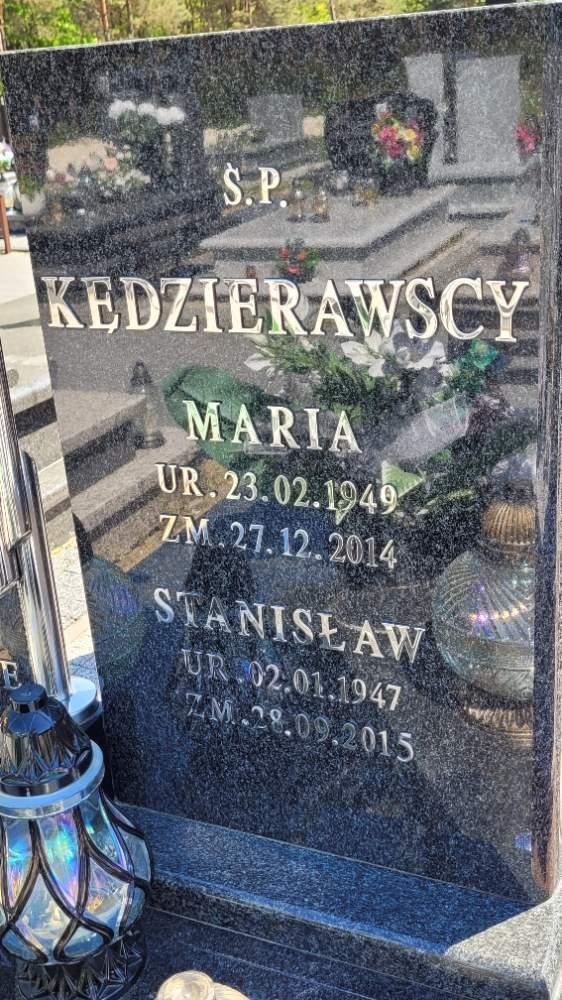 Ś.P.
KĘDZIERAWSCY
MARIA
UR. 23.02.1949
ZM. 27.12.2014
STANISŁAW
UR. 02.01.1947
ZM. 28.09.2015
E